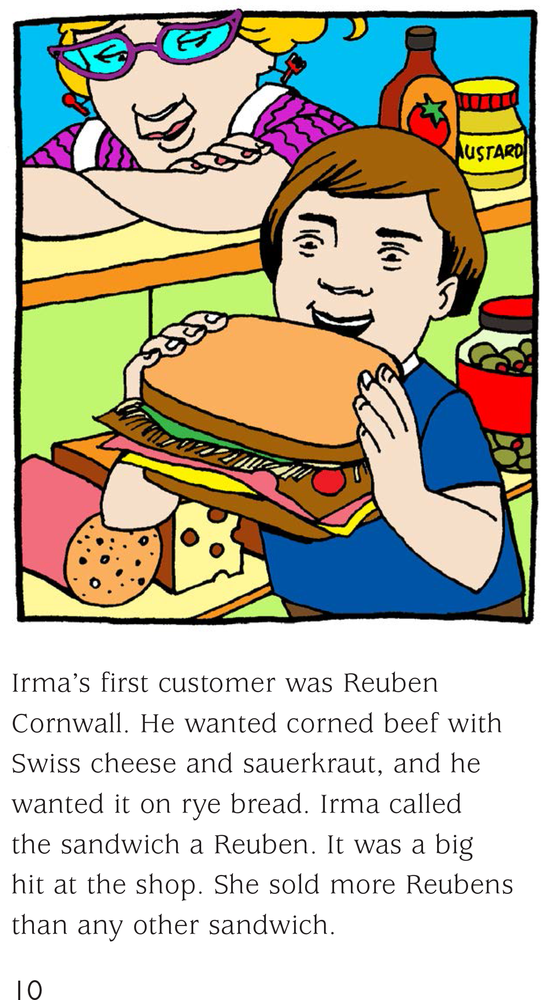 MUSTARD
Irma’s first customer was Reuben
Cornwall. He wanted corned beef with
Swiss cheese and sauerkraut, and he
wanted it on rye bread. Irma called
the sandwich a Reuben. It was a big
hit at the shop. She sold more Reubens
than any other sandwich.
10